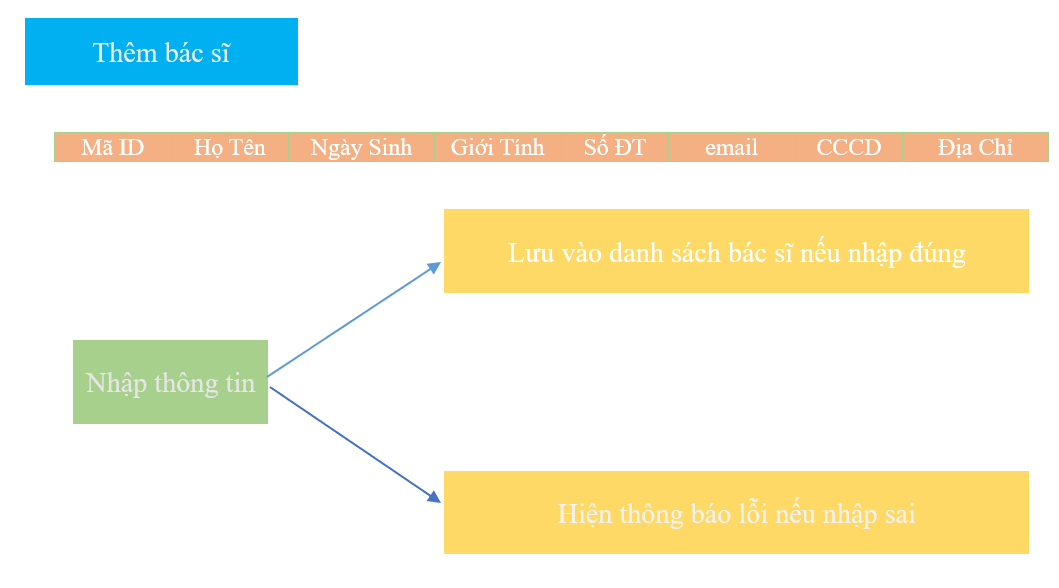 Thêm bác sĩ
Mã ID Họ Tên Ngày Sinh Giới Tính Số ĐT email CCCD Địa Chỉ
Lưu vào danh sách bác sĩ nếu nhập đúng
Nhập thông tin
Hiện thông báo lỗi nếu nhập sai